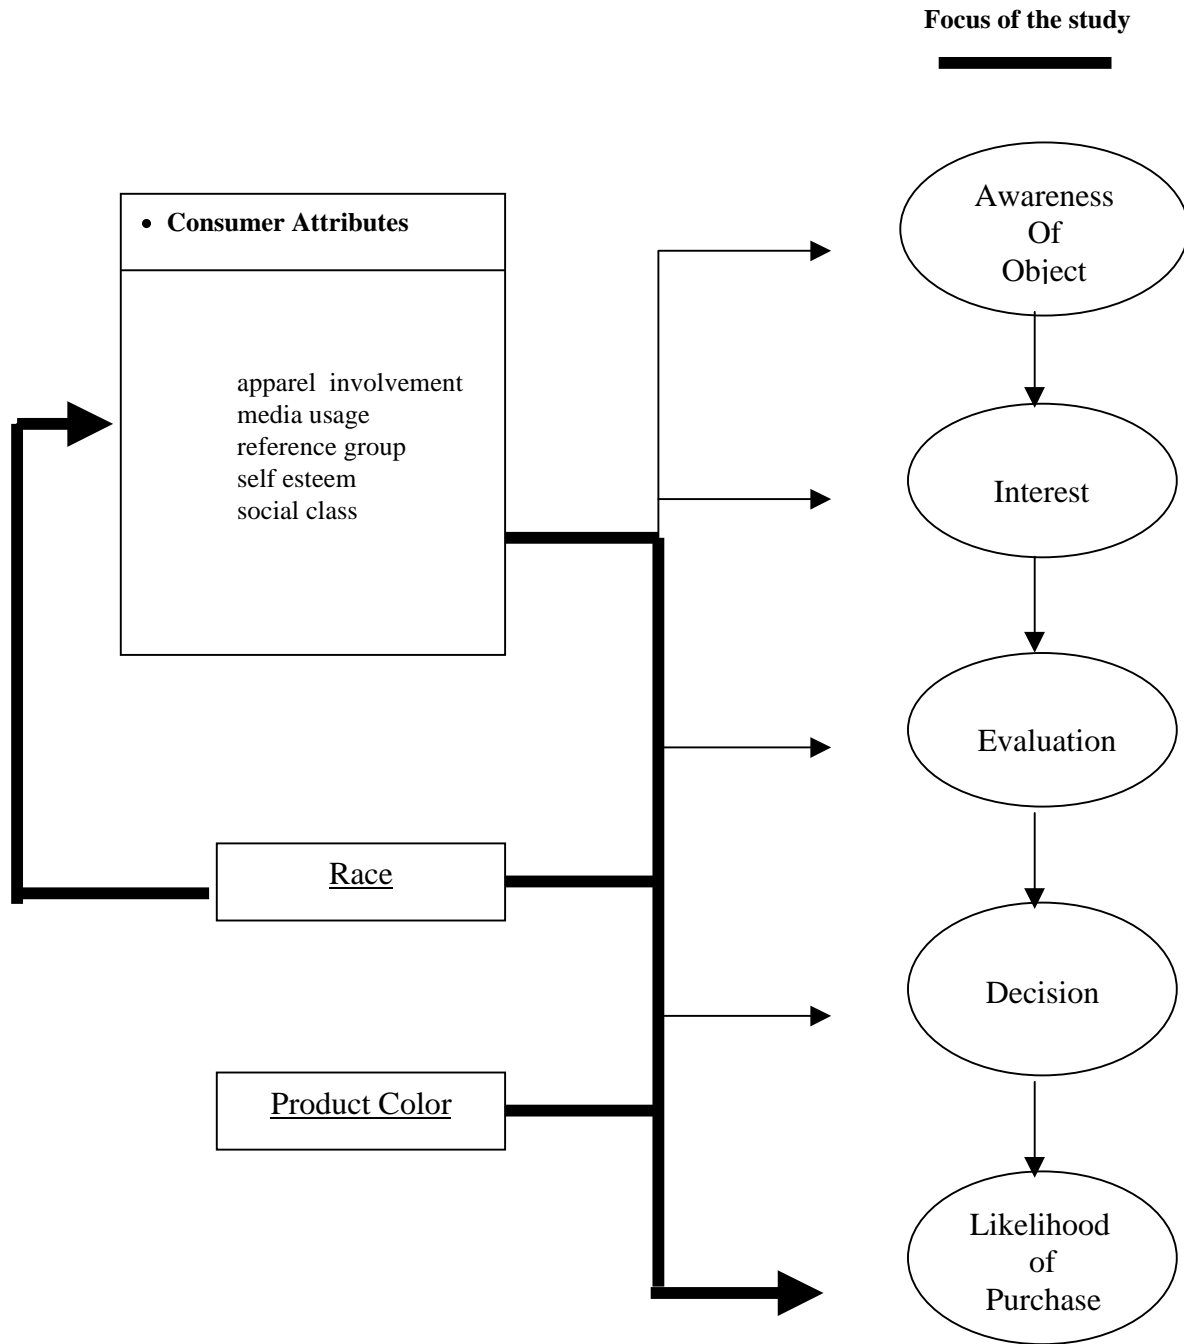 Focus of the study
Awareness
Of
Object
• Consumer Attributes
apparel involvement
media usage
reference group
self esteem
social class
Interest
Evaluation
Race
Decision
Product Color
Likelihood
of
Purchase